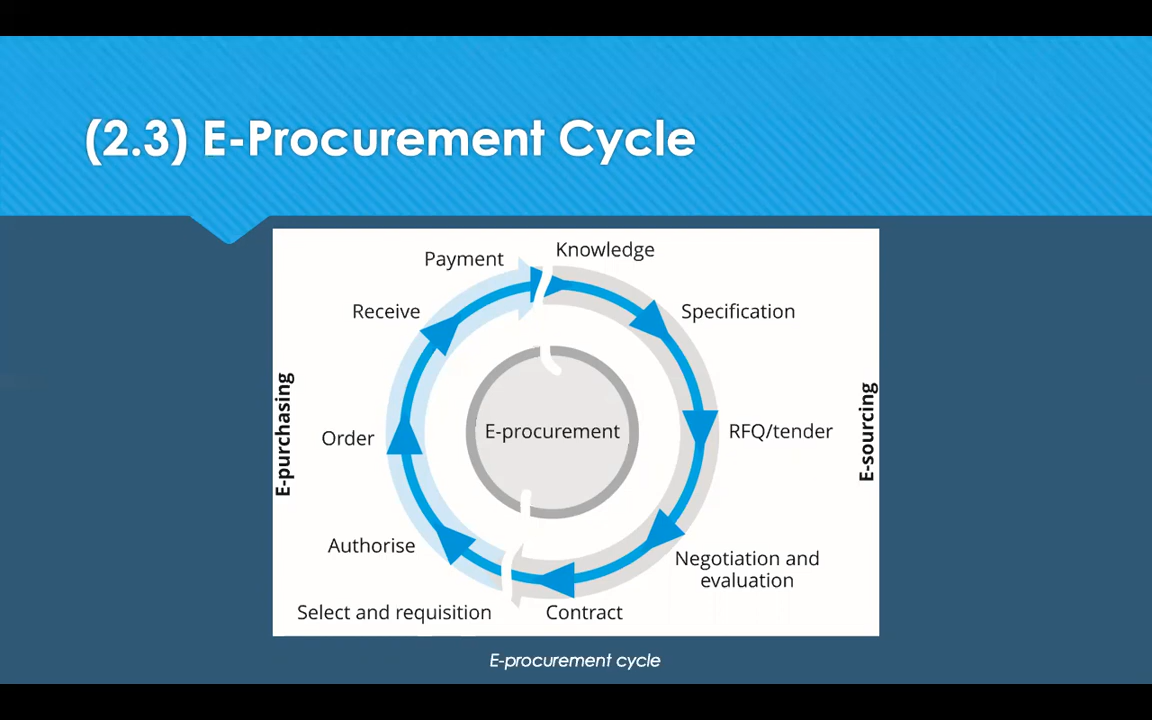 (2.3) E-Procurement Cycle
Payment
Knowledge
Receive
Specification
E-purchasing
E-sourcing
Order
E-procurement
RFQ/tender
Authorise
Negotiation and
evaluation
Select and requisition
Contract
E-procurement cycle